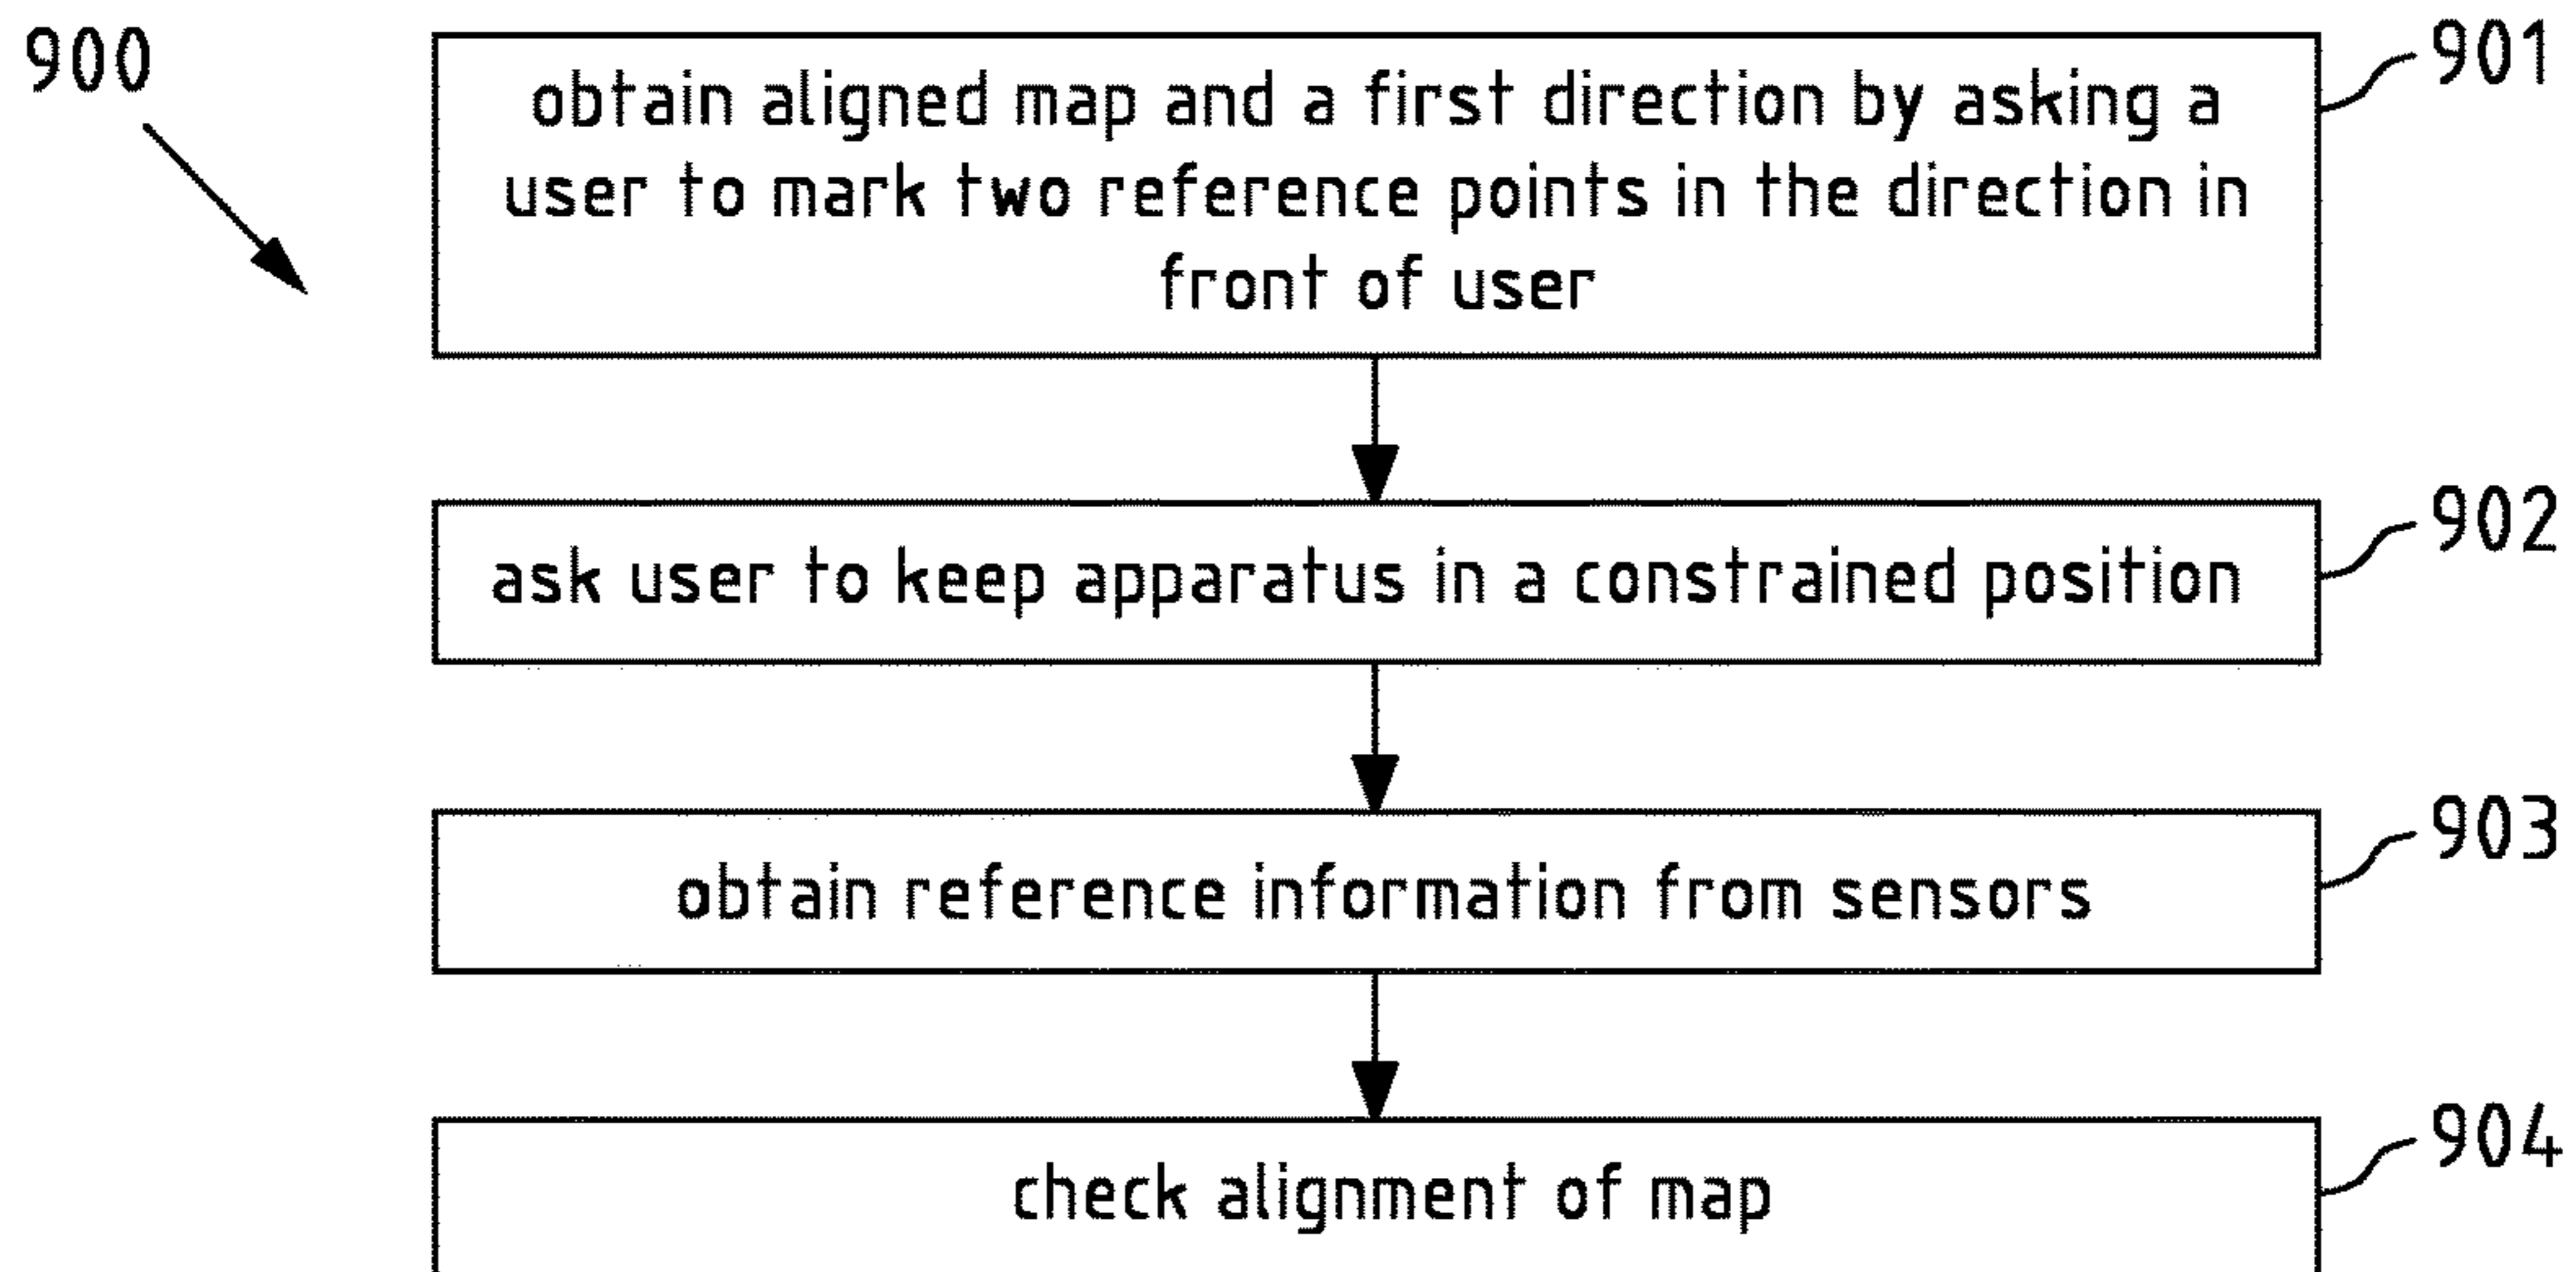 900
obtain aligned map and a first direction by asking a
user to mark two reference points in the direction in
front of user
901
ask user to keep apparatus in a constrained position
902
obtain reference information from sensors
903
check alignment of map
904